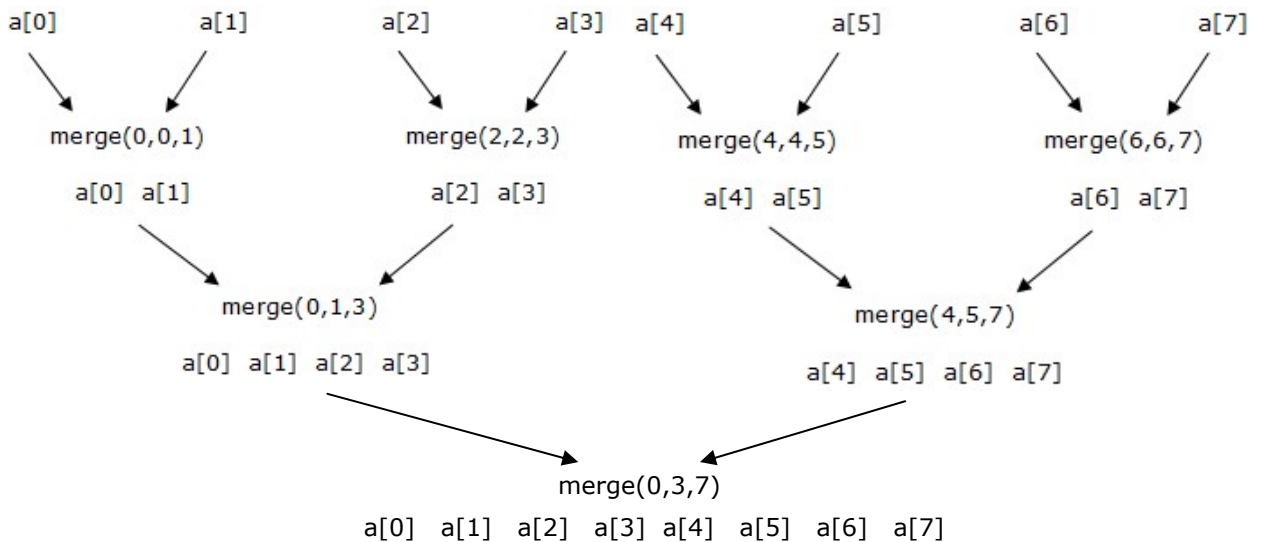 a[0] a[1] a[2] a[3] a[4] a[5] a[6] a[7]
merge(0,0,1) merge(2,2,3) merge(4,4,5) merge(6,6,7)
a[0] a[1] a[2] a[3] a[4] a[5] a[6] a[7]
merge(0,1,3) merge(4,5,7)
a[0] a[1] a[2] a[3] a[4] a[5] a[6] a[7]
merge(0,3,7)
a[0] a[1] a[2] a[3] a[4] a[5] a[6] a[7]